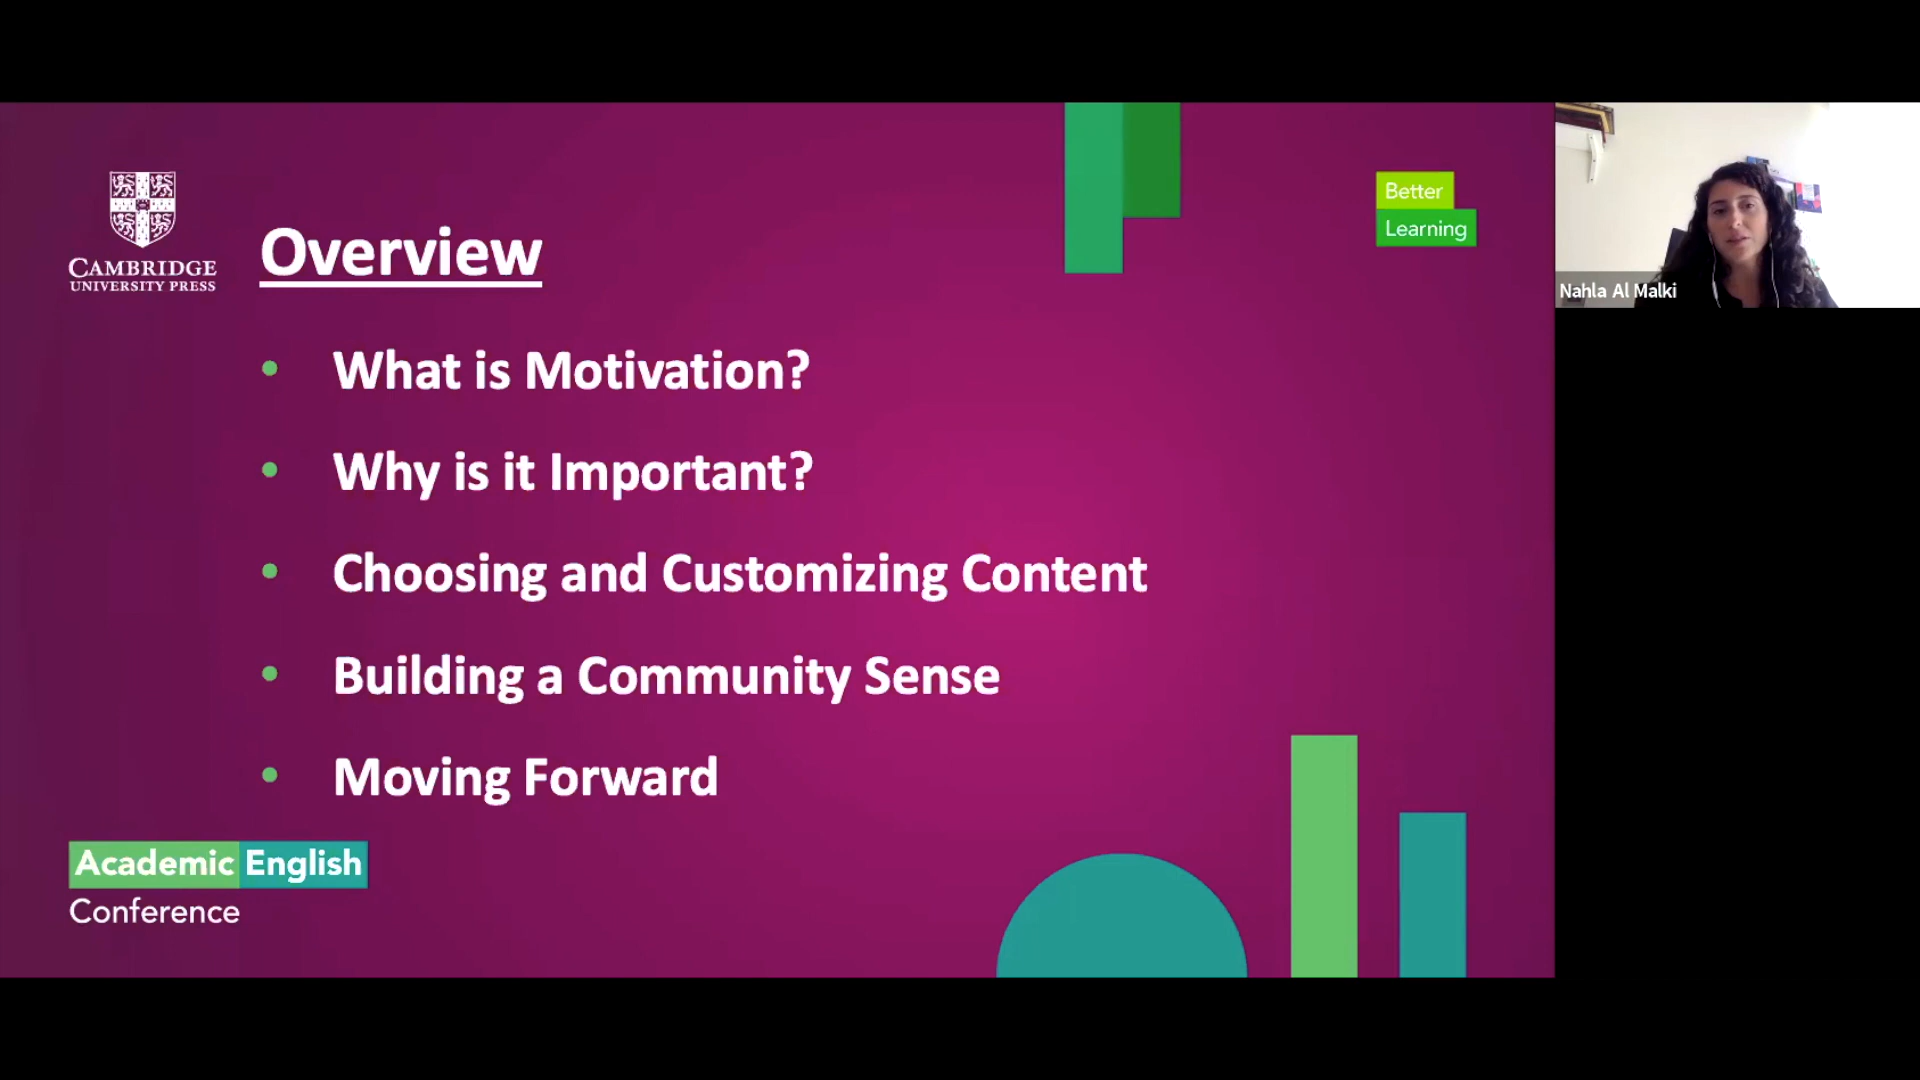 CAMBRIDGE
UNIVERSITY PRESS
Overview
Better
Learning
Nahla Al Malki
• What is Motivation?
• Why is it Important?
• Choosing and Customizing Content
• Building a Community Sense
• Moving Forward
Academic English
Conference